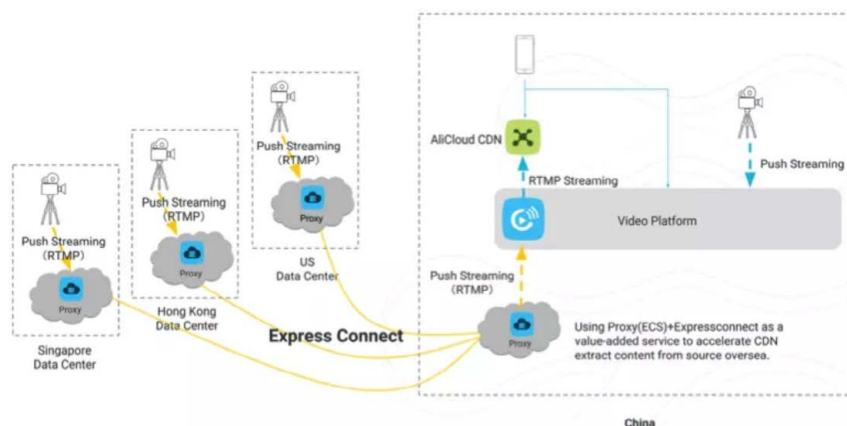 Push Streaming
(RTMP)
Proxy
Singapore
Data Center
Push Streaming
(RTMP)
Proxy
Hong Kong
Data Center
Push Streaming
(RTMP)
Proxy
US
Data Center
Express Connect
AliCloud CDN
RTMP Streaming
Push Streaming
Video Platform
Push Streaming
(RTMP)
Proxy
Using Proxy(ECS)+Expressconnect as a
value-added service to accelerate CDN
extract content from source oversea.
China